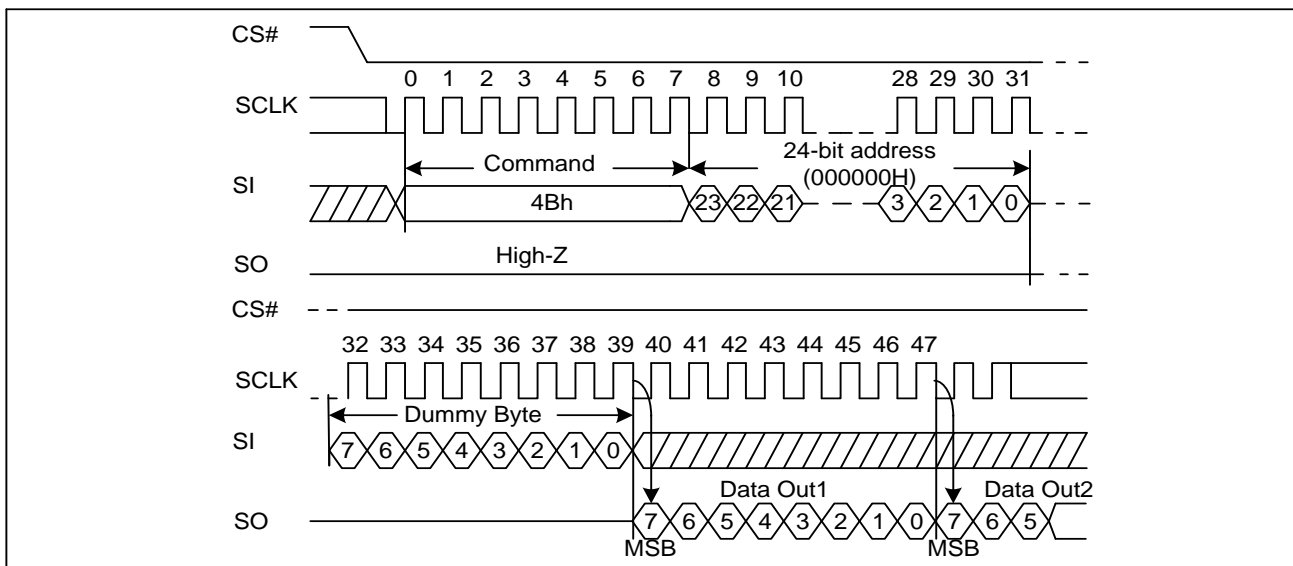 CS#
0 1 2 3 4 5 6 7 8 9 10 28 29 30 31
SCLK
Command 24-bit address
(000000H)
SI
4Bh 23 22 21 3 2 1 0
High-Z
SO
CS#
32 33 34 35 36 37 38 39 40 41 42 43 44 45 46 47
SCLK
Dummy Byte
SI
7 6 5 4 3 2 1 0
Data Out1 Data Out2
SO
7 6 5 4 3 2 1 0 7 6 5
MSB MSB